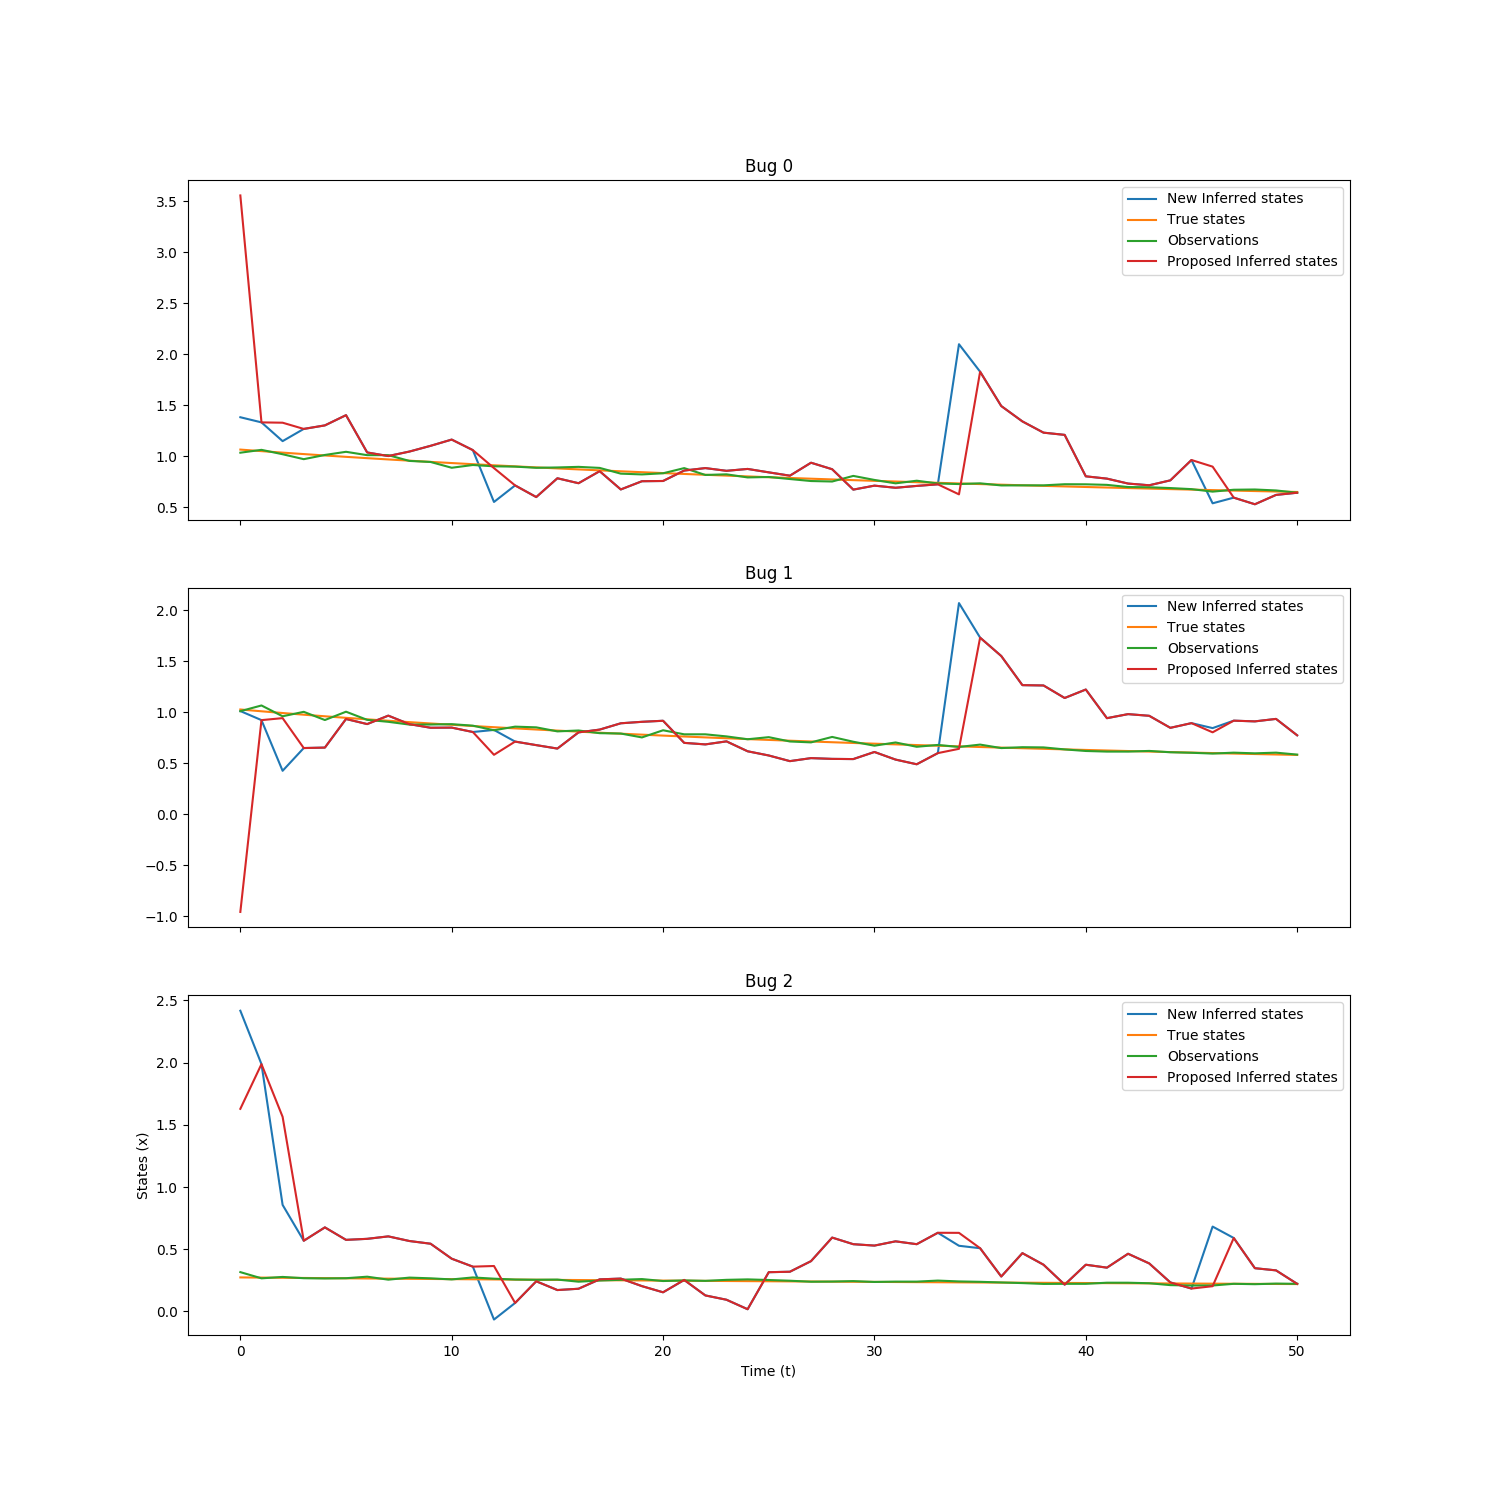 Bug 0
3.5
3.0
2.5
2.0
1.5
1.0
0.5
New Inferred states
True states
Observations
Proposed Inferred states
Bug 1
2.0
1.5
1.0
0.5
0.0
−0.5
−1.0
New Inferred states
True states
Observations
Proposed Inferred states
Bug 2
2.5
2.0
1.5
1.0
0.5
0.0
States (x)
New Inferred states
True states
Observations
Proposed Inferred states
0 10 20 30 40 50
Time (t)